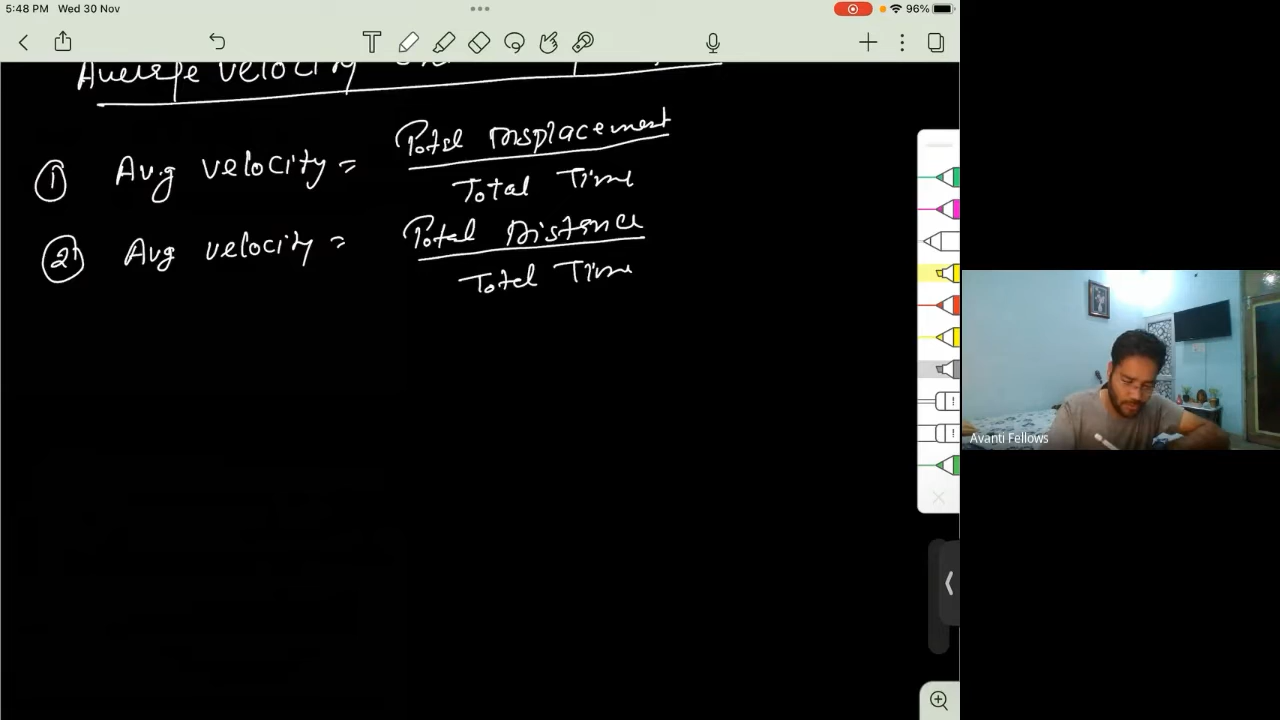 5:48 PM Wed 30 Nov
96%
Average velocity
① Avg velocity = Total Displacement
Total Time
② Avg velocity = Total Distance
Total Time
Avanti Fellows